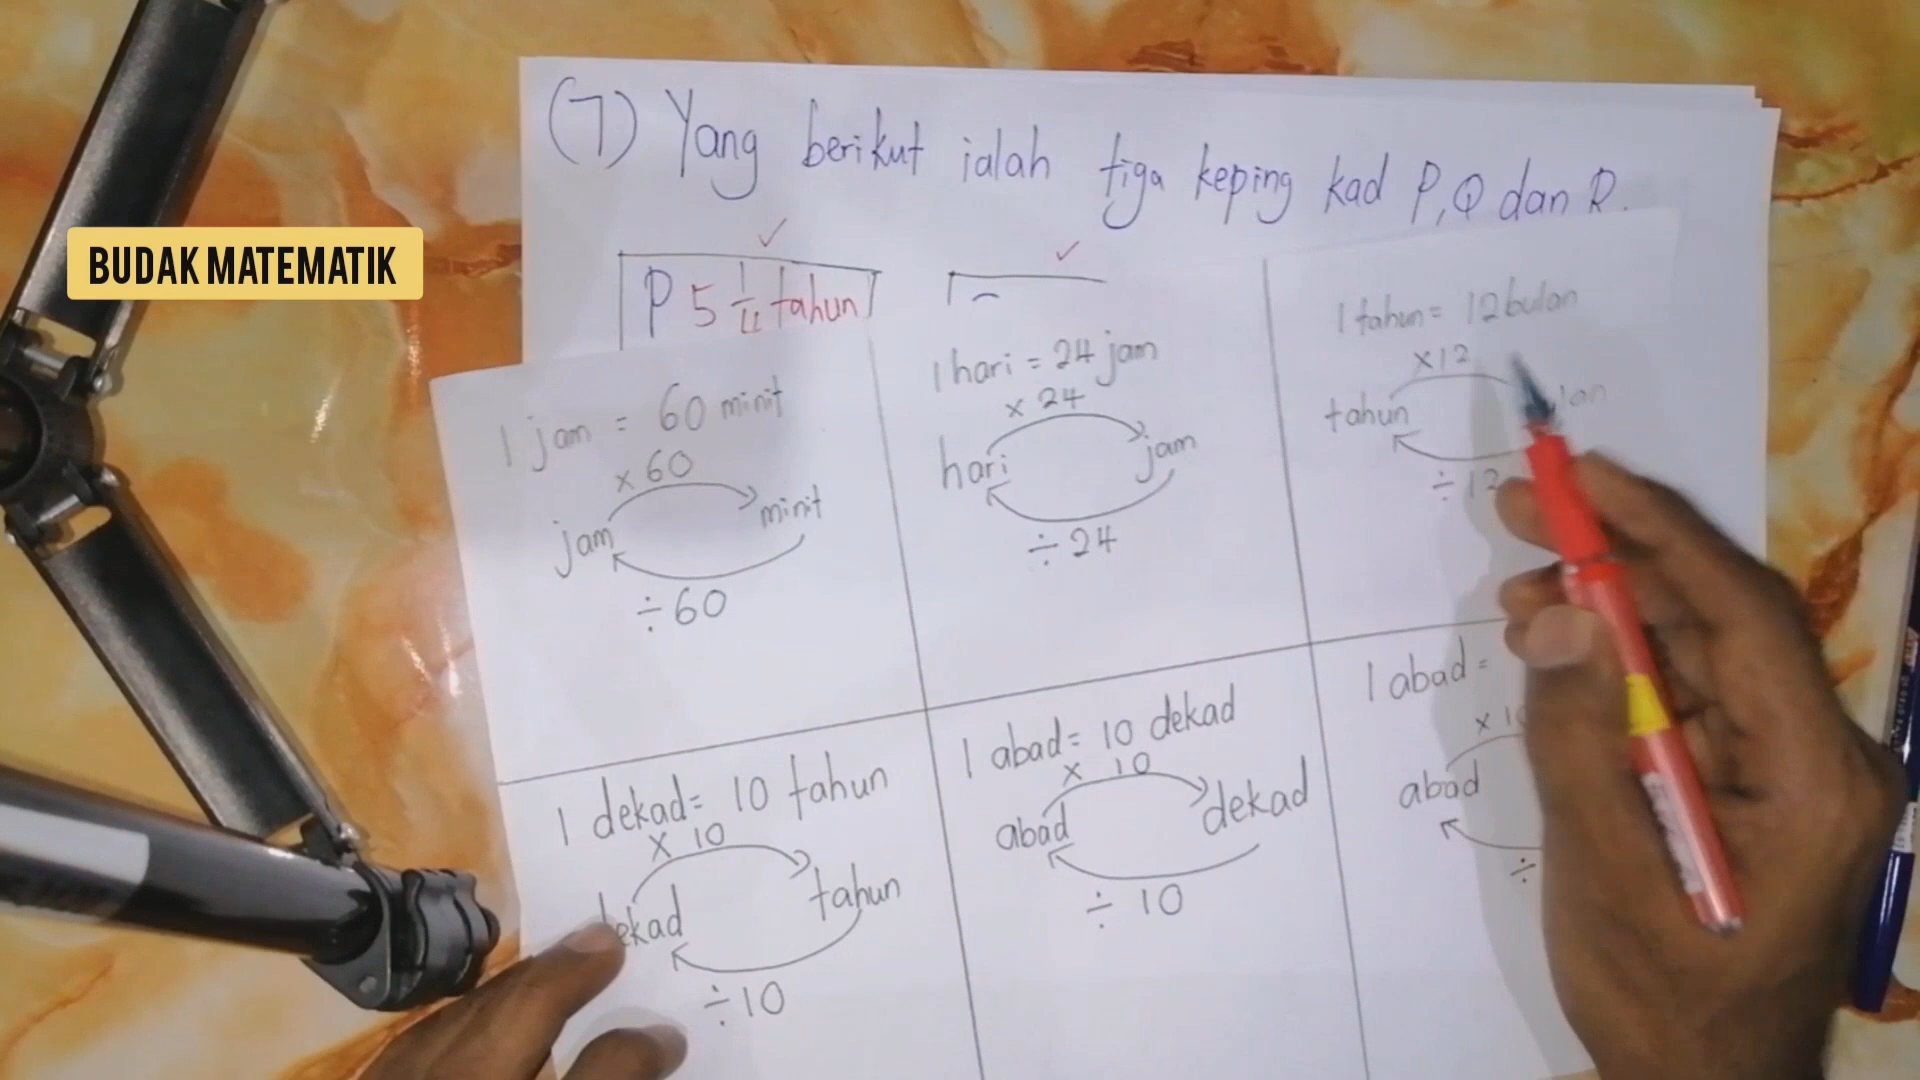 BUDAK MATEMATIK
(7) Yang berikut ialah tiga keping kad P, Q dan R.
P 5 1/4 tahun
1 jam = 60 minit
× 60
jam minit
÷ 60
1 hari = 24 jam
× 24
hari jam
÷ 24
1 tahun = 12 bulan
×12
tahun
÷ 12
1 dekad = 10 tahun
× 10
tahun
÷ 10
1 abad = 10 dekad
× 10
abad dekad
÷ 10
1 abad =
abad
÷